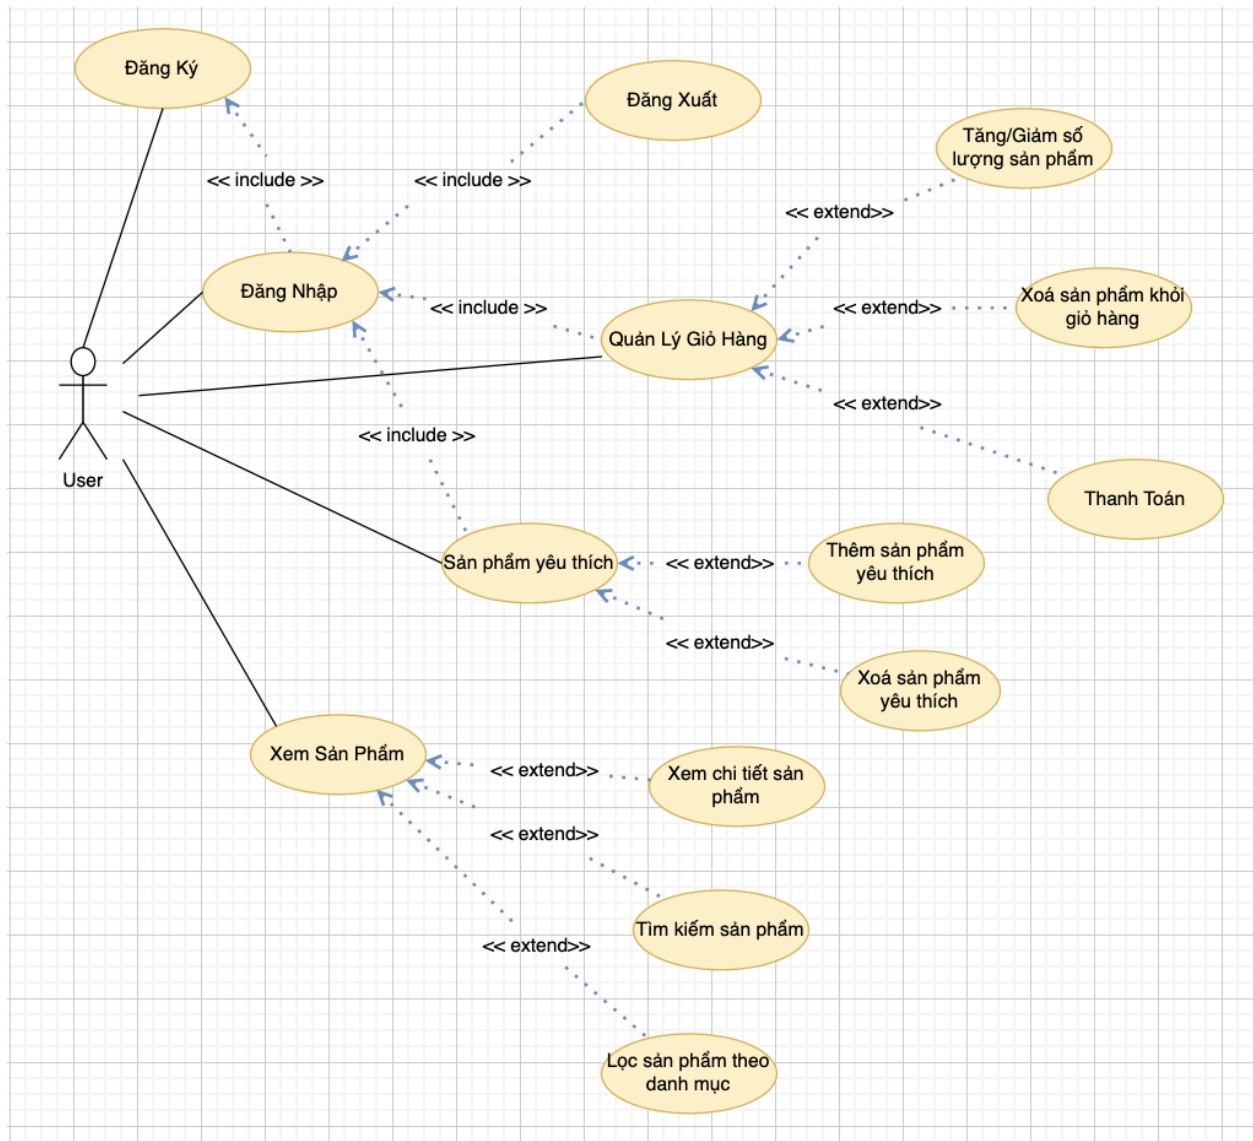 Đăng Ký
Đăng Xuất
Tăng/Giảm số
lượng sản phẩm
<< include >>
<< include >>
<< extend>>
Đăng Nhập
<< include >>
<< extend>>
Xoá sản phẩm khỏi
giỏ hàng
Quản Lý Giỏ Hàng
<< extend>>
<< include >>
User
Thanh Toán
Sản phẩm yêu thích
<< extend>>
Thêm sản phẩm
yêu thích
<< extend>>
Xoá sản phẩm
yêu thích
Xem Sản Phẩm
<< extend>>
Xem chi tiết sản
phẩm
<< extend>>
Tìm kiếm sản phẩm
<< extend>>
Lọc sản phẩm theo
danh mục